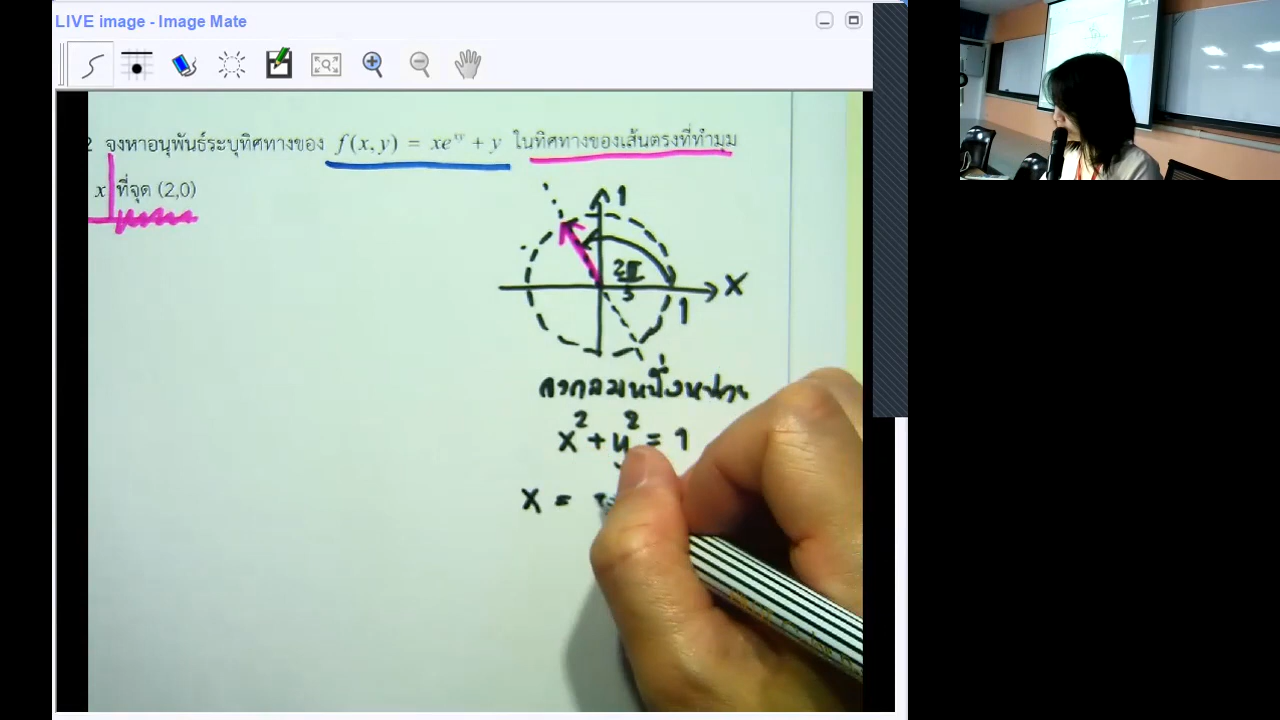 LIVE image - Image Mate
2 จงหาอนุพันธ์ระบุทิศทางของ f(x, y) = xe^{xy} + y ในทิศทางของเส้นตรงที่ทำมุม
x ที่จุด (2,0)
1
2π
3
X
1
วงกลมหนึ่งหน่วย
x² + y² = 1
x =